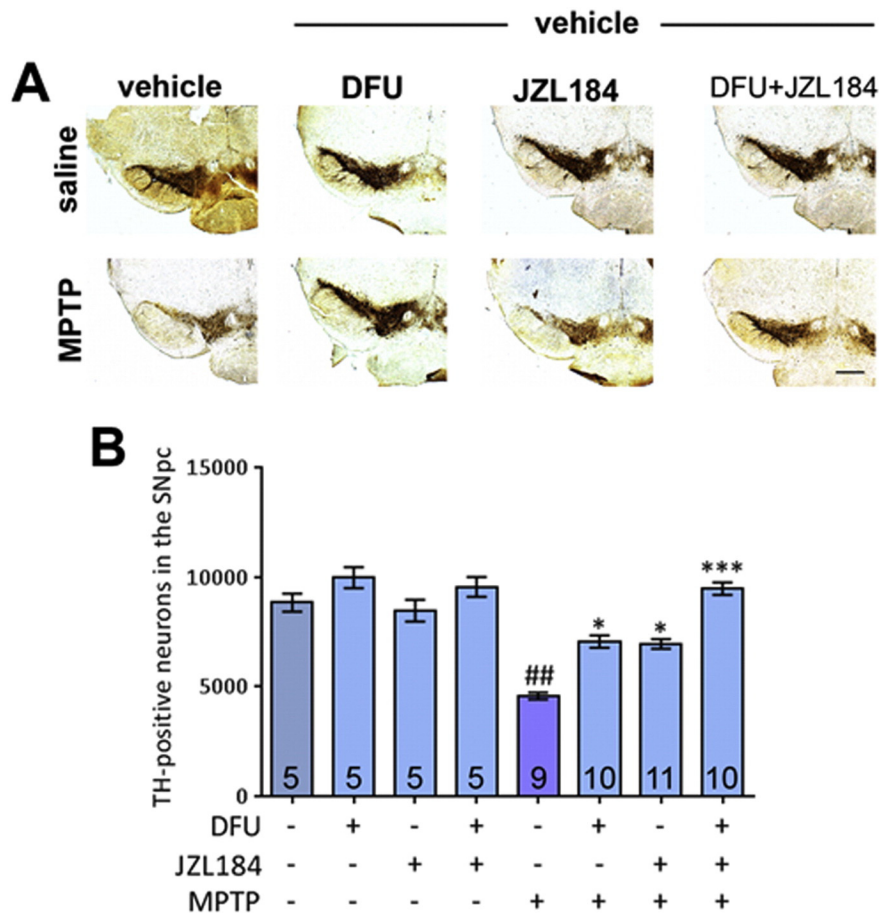 vehicle
A
vehicle DFU JZL184 DFU+JZL184
saline
MPTP
B
TH-positive neurons in the SNpc
15000
10000
5000
0
## * * ***
5 5 5 5 9 10 11 10
DFU - + - + - + - +
JZL184 - - + + - - + +
MPTP - - - - + + + +